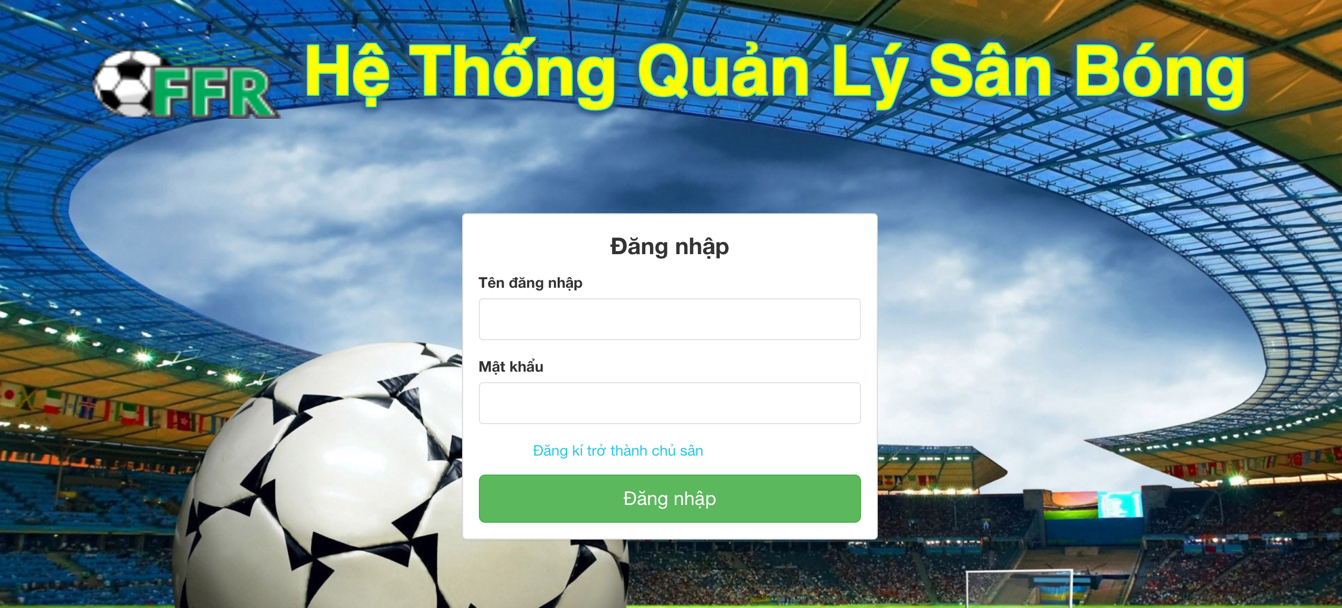 FFR
Hệ Thống Quản Lý Sân Bóng
Đăng nhập
Tên đăng nhập
Mật khẩu
Đăng kí trở thành chủ sân
Đăng nhập